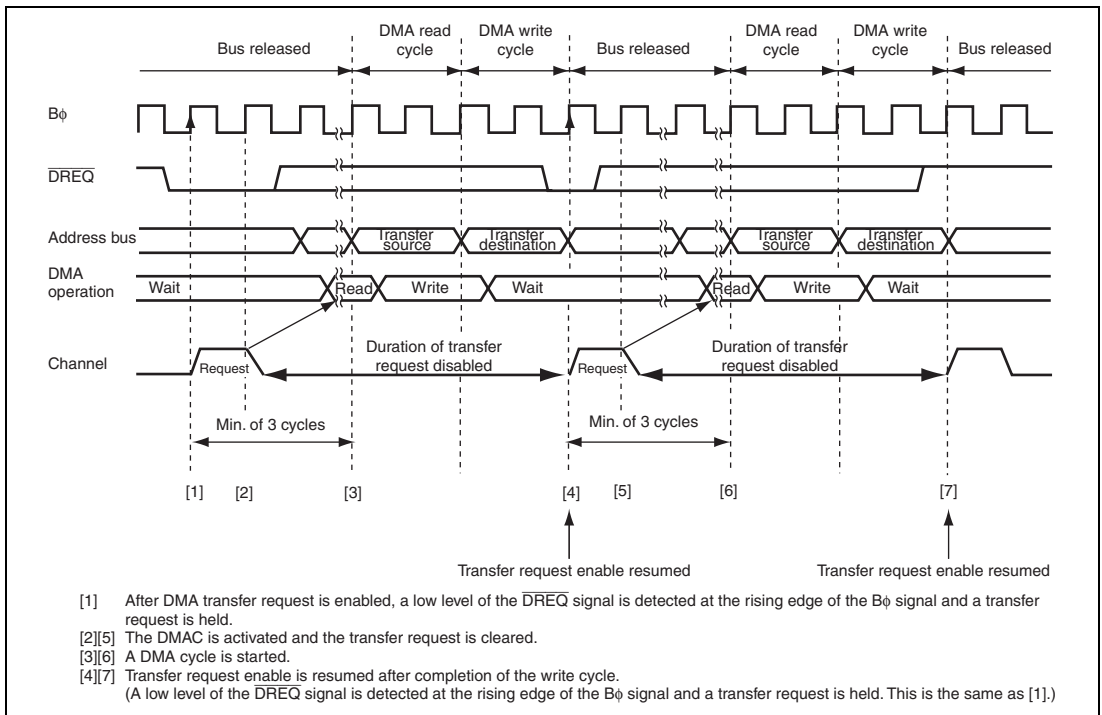 Bus released
DMA read
cycle
DMA write
cycle
Bus released
DMA read
cycle
DMA write
cycle
Bus released
Bϕ
DREQ
Address bus
Transfer
source
Transfer
destination
Transfer
source
Transfer
destination
DMA
operation
Wait
Read
Write
Wait
Read
Write
Wait
Channel
Request
Duration of transfer
request disabled
Request
Duration of transfer
request disabled
Min. of 3 cycles
Min. of 3 cycles
[1]
[2]
[3]
[4]
[5]
[6]
[7]
Transfer request enable resumed
Transfer request enable resumed
[1] After DMA transfer request is enabled, a low level of the DREQ signal is detected at the rising edge of the Bϕ signal and a transfer
request is held.
[2][5] The DMAC is activated and the transfer request is cleared.
[3][6] A DMA cycle is started.
[4][7] Transfer request enable is resumed after completion of the write cycle.
(A low level of the DREQ signal is detected at the rising edge of the Bϕ signal and a transfer request is held. This is the same as [1].)